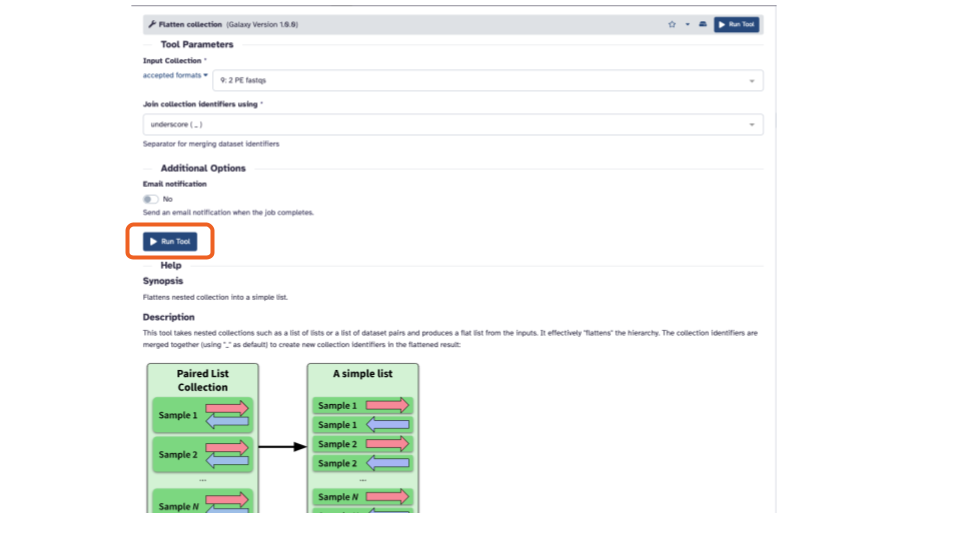 Flatten collection (Galaxy Version 1.0.0)
Run Tool
Tool Parameters
Input Collection *
accepted formats
9: 2 PE fastqs
Join collection identifiers using *
underscore ( _ )
Separator for merging dataset identifiers
Additional Options
Email notification
No
Send an email notification when the job completes.
Run Tool
Help
Synopsis
Flattens nested collection into a simple list.
Description
This tool takes nested collections such as a list of lists or a list of dataset pairs and produces a flat list from the inputs. It effectively "flattens" the hierarchy. The collection identifiers are
merged together (using "_" as default) to create new collection identifiers in the flattened result:
Paired List
Collection
Sample 1
Sample 2
...
Sample N
A simple list
Sample 1
Sample 1
Sample 2
Sample 2
...
Sample N